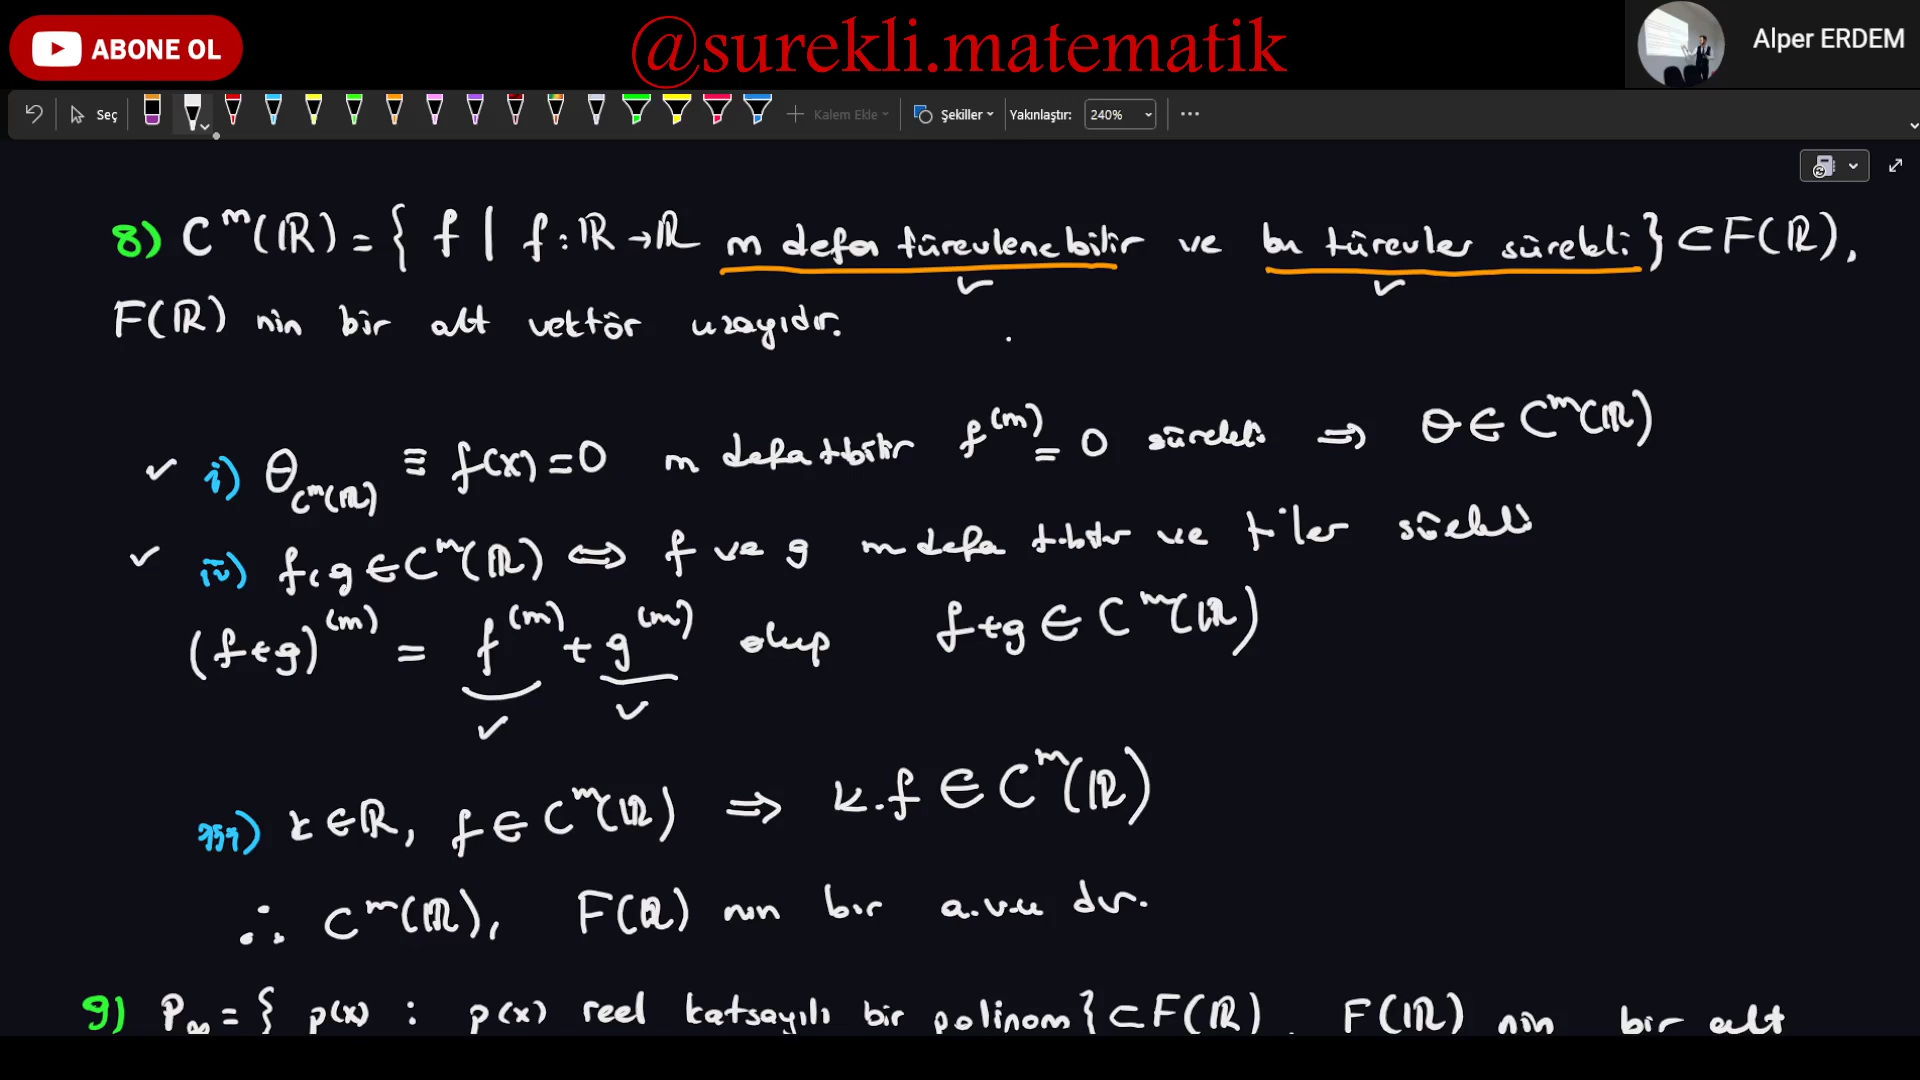 ABONE OL
@surekli.matematik
Alper ERDEM
Seç
Kalem Ekle
Şekiller
Yakınlaştır:
240%
8) C^m(ℝ) = { f | f : ℝ → ℝ m defa türevlenebilir ve bu türevler sürekli } ⊂ F(ℝ),
F(ℝ) nin bir alt vektör uzayıdır.
i) θ_{C^m(ℝ)} ≡ f(x) = 0 m defa tbilir f^{(m)} = 0 sürekli ⇒ θ ∈ C^m(ℝ)
ii) f, g ∈ C^m(ℝ) ⇔ f ve g m defa t.bilir ve t'ler sürekli
(f+g)^{(m)} = f^{(m)} + g^{(m)} olup f+g ∈ C^m(ℝ)
iii) k ∈ ℝ, f ∈ C^m(ℝ) ⇒ k.f ∈ C^m(ℝ)
∴ C^m(ℝ), F(ℝ) nin bir a.v.u dır.
9) P_∞ = { p(x) : p(x) reel katsayılı bir polinom } ⊂ F(ℝ), F(ℝ) nin bir alt